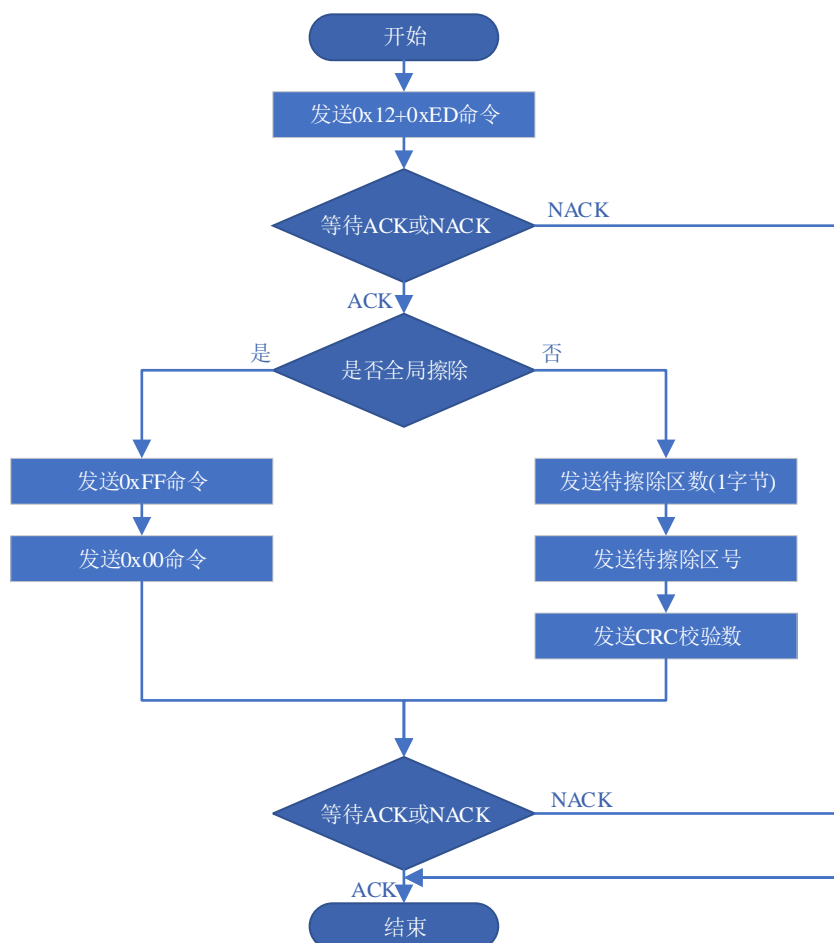 开始
发送0x12+0xED命令
等待ACK或NACK
NACK
ACK
是否全局擦除
是
否
发送0xFF命令
发送待擦除区数(1字节)
发送0x00命令
发送待擦除区号
发送CRC校验数
等待ACK或NACK
NACK
ACK
结束